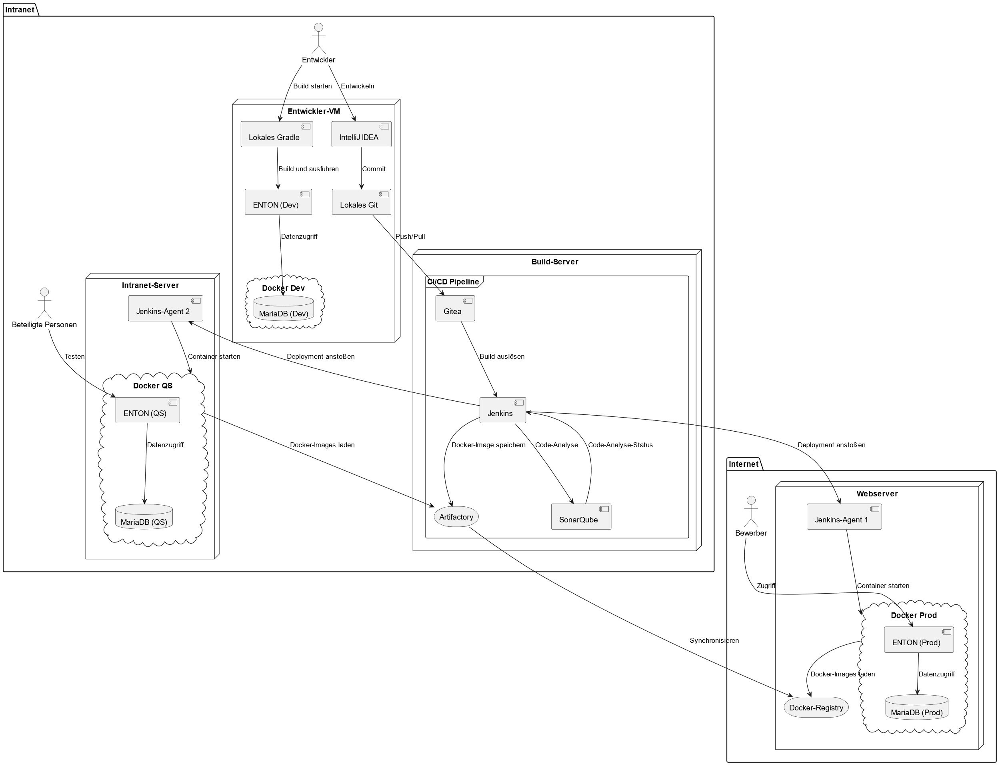 Intranet
Entwickler
Build starten
Entwickeln
Entwickler-VM
Lokales Gradle
IntelliJ IDEA
Build und ausführen
Commit
ENTON (Dev)
Lokales Git
Datenzugriff
Push/Pull
Docker Dev
MariaDB (Dev)
Build-Server
CI/CD Pipeline
Gitea
Build auslösen
Intranet-Server
Jenkins-Agent 2
Beteiligte Personen
Testen
Container starten
Deployment anstoßen
Docker QS
ENTON (QS)
Jenkins
Datenzugriff
Docker-Images laden
Docker-Image speichern
Code-Analyse
Code-Analyse-Status
Deployment anstoßen
MariaDB (QS)
Artifactory
SonarQube
Internet
Webserver
Jenkins-Agent 1
Bewerber
Zugriff
Container starten
Docker Prod
Synchronisieren
ENTON (Prod)
Docker-Images laden
Datenzugriff
Docker-Registry
MariaDB (Prod)